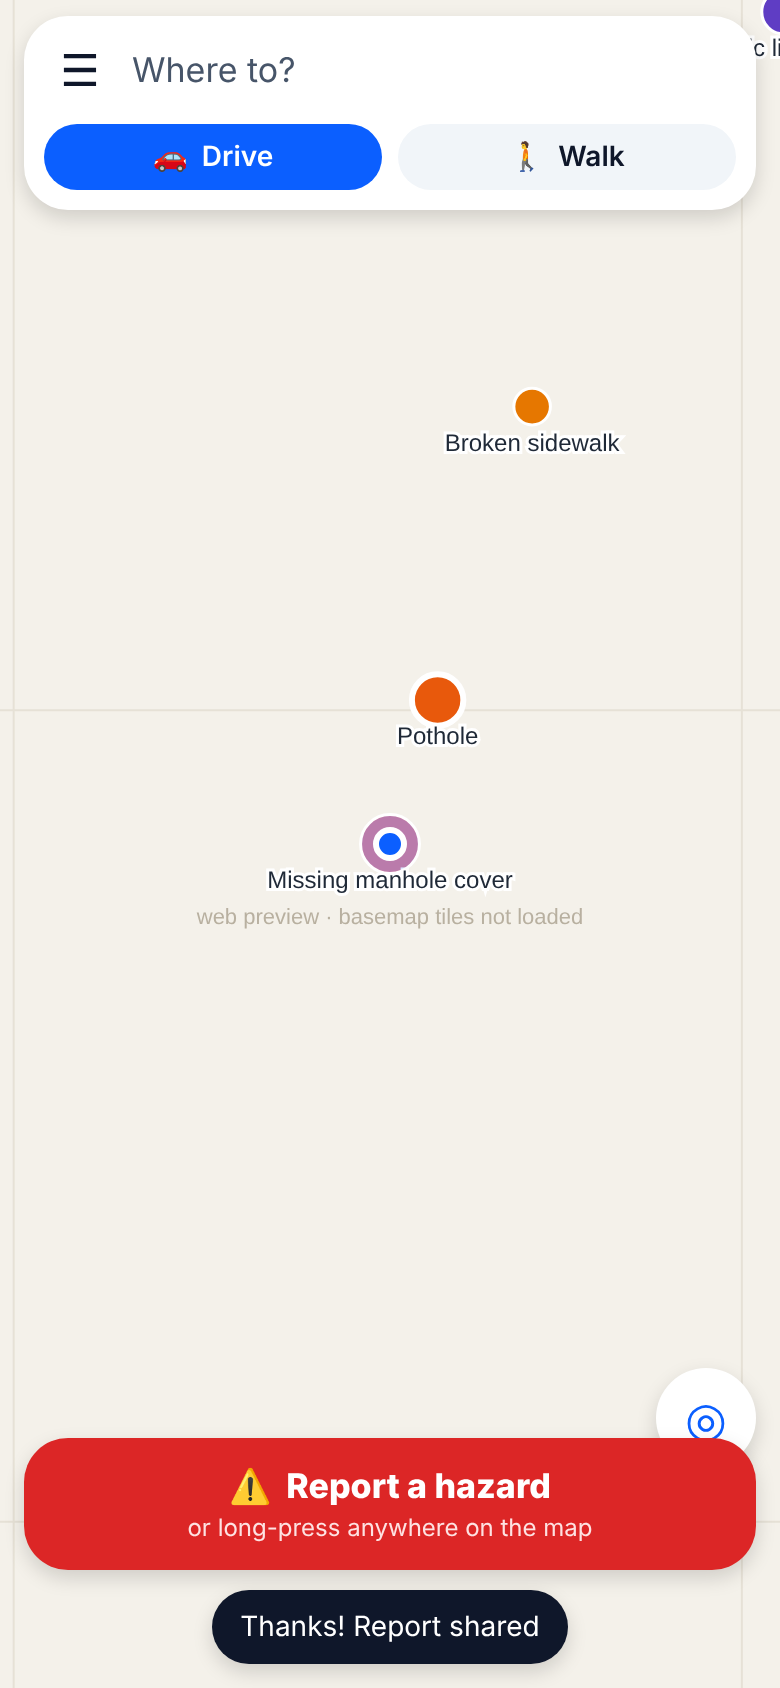 Where to?
Drive
Walk
Broken sidewalk
Pothole
Missing manhole cover
web preview · basemap tiles not loaded
Report a hazard
or long-press anywhere on the map
Thanks! Report shared